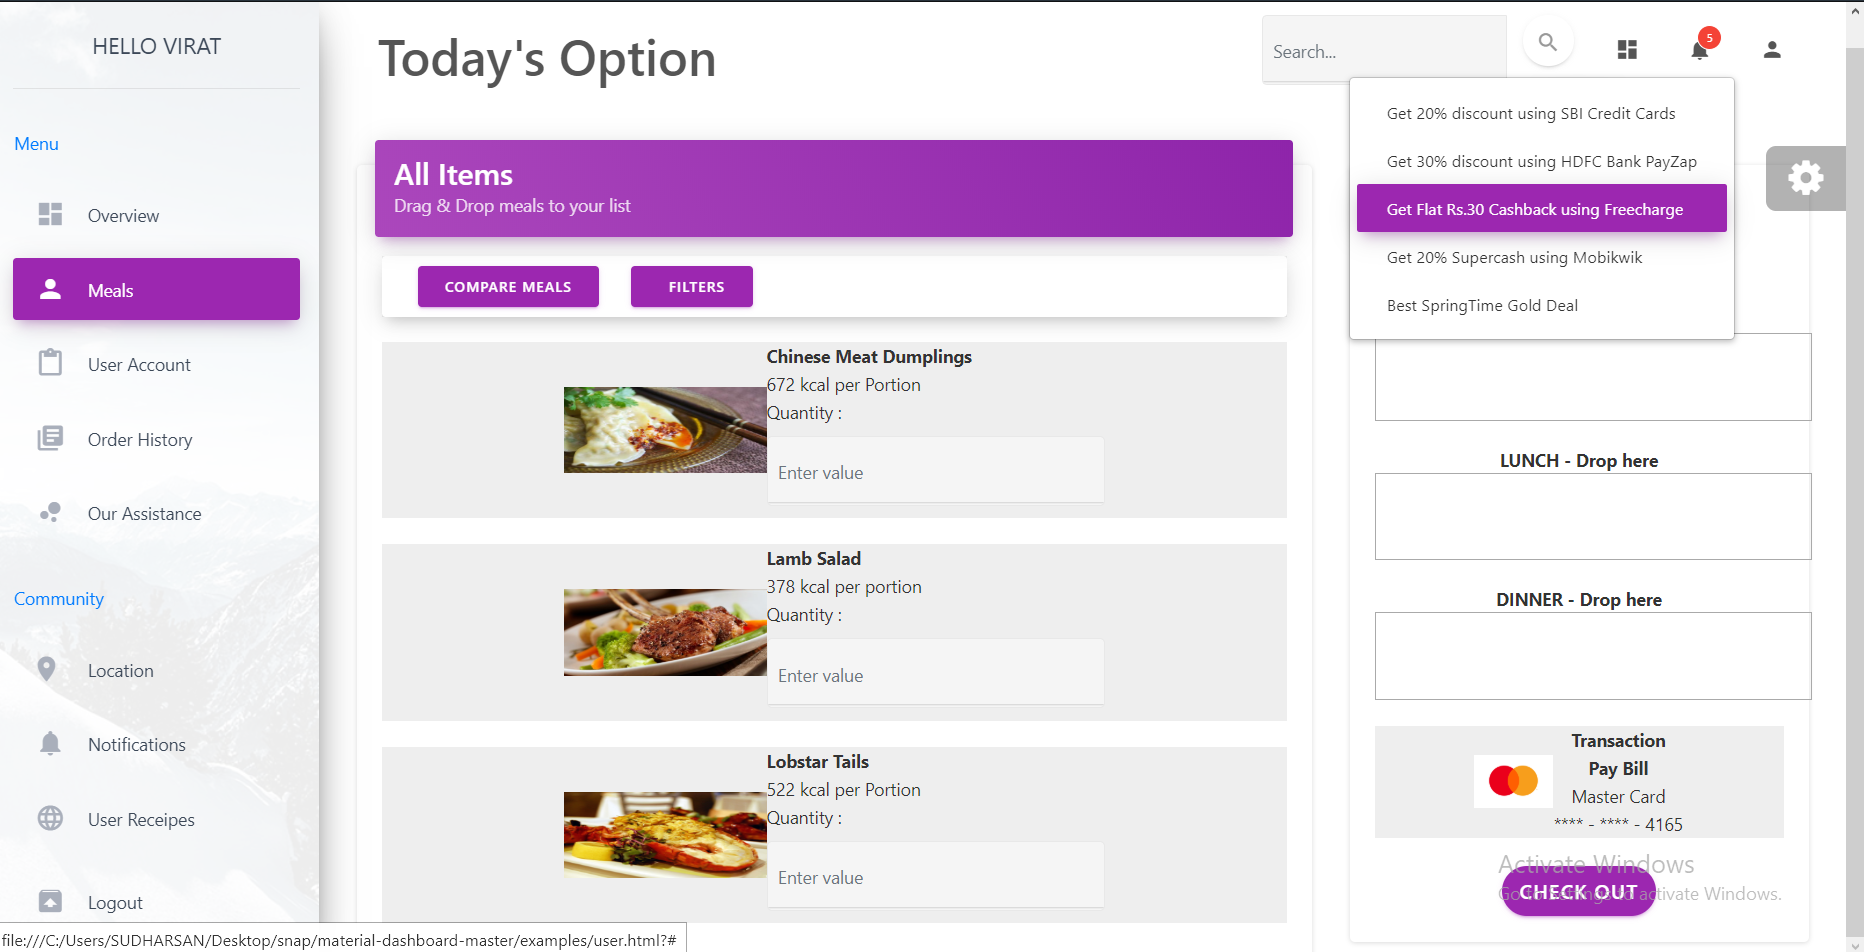 HELLO VIRAT
Menu
Overview
Meals
User Account
Order History
Our Assistance
Community
Location
Notifications
User Receipes
Logout
Today's Option
Search...
5
Get 20% discount using SBI Credit Cards
Get 30% discount using HDFC Bank PayZap
Get Flat Rs.30 Cashback using Freecharge
Get 20% Supercash using Mobikwik
Best SpringTime Gold Deal
All Items
Drag & Drop meals to your list
COMPARE MEALS
FILTERS
Chinese Meat Dumplings
672 kcal per Portion
Quantity :
Enter value
Lamb Salad
378 kcal per portion
Quantity :
Enter value
Lobstar Tails
522 kcal per Portion
Quantity :
Enter value
LUNCH - Drop here
DINNER - Drop here
Transaction
Pay Bill
Master Card
**** - **** - 4165
CHECK OUT
Activate Windows
Go to Settings to activate Windows.
file:///C:/Users/SUDHARSAN/Desktop/snap/material-dashboard-master/examples/user.html?#